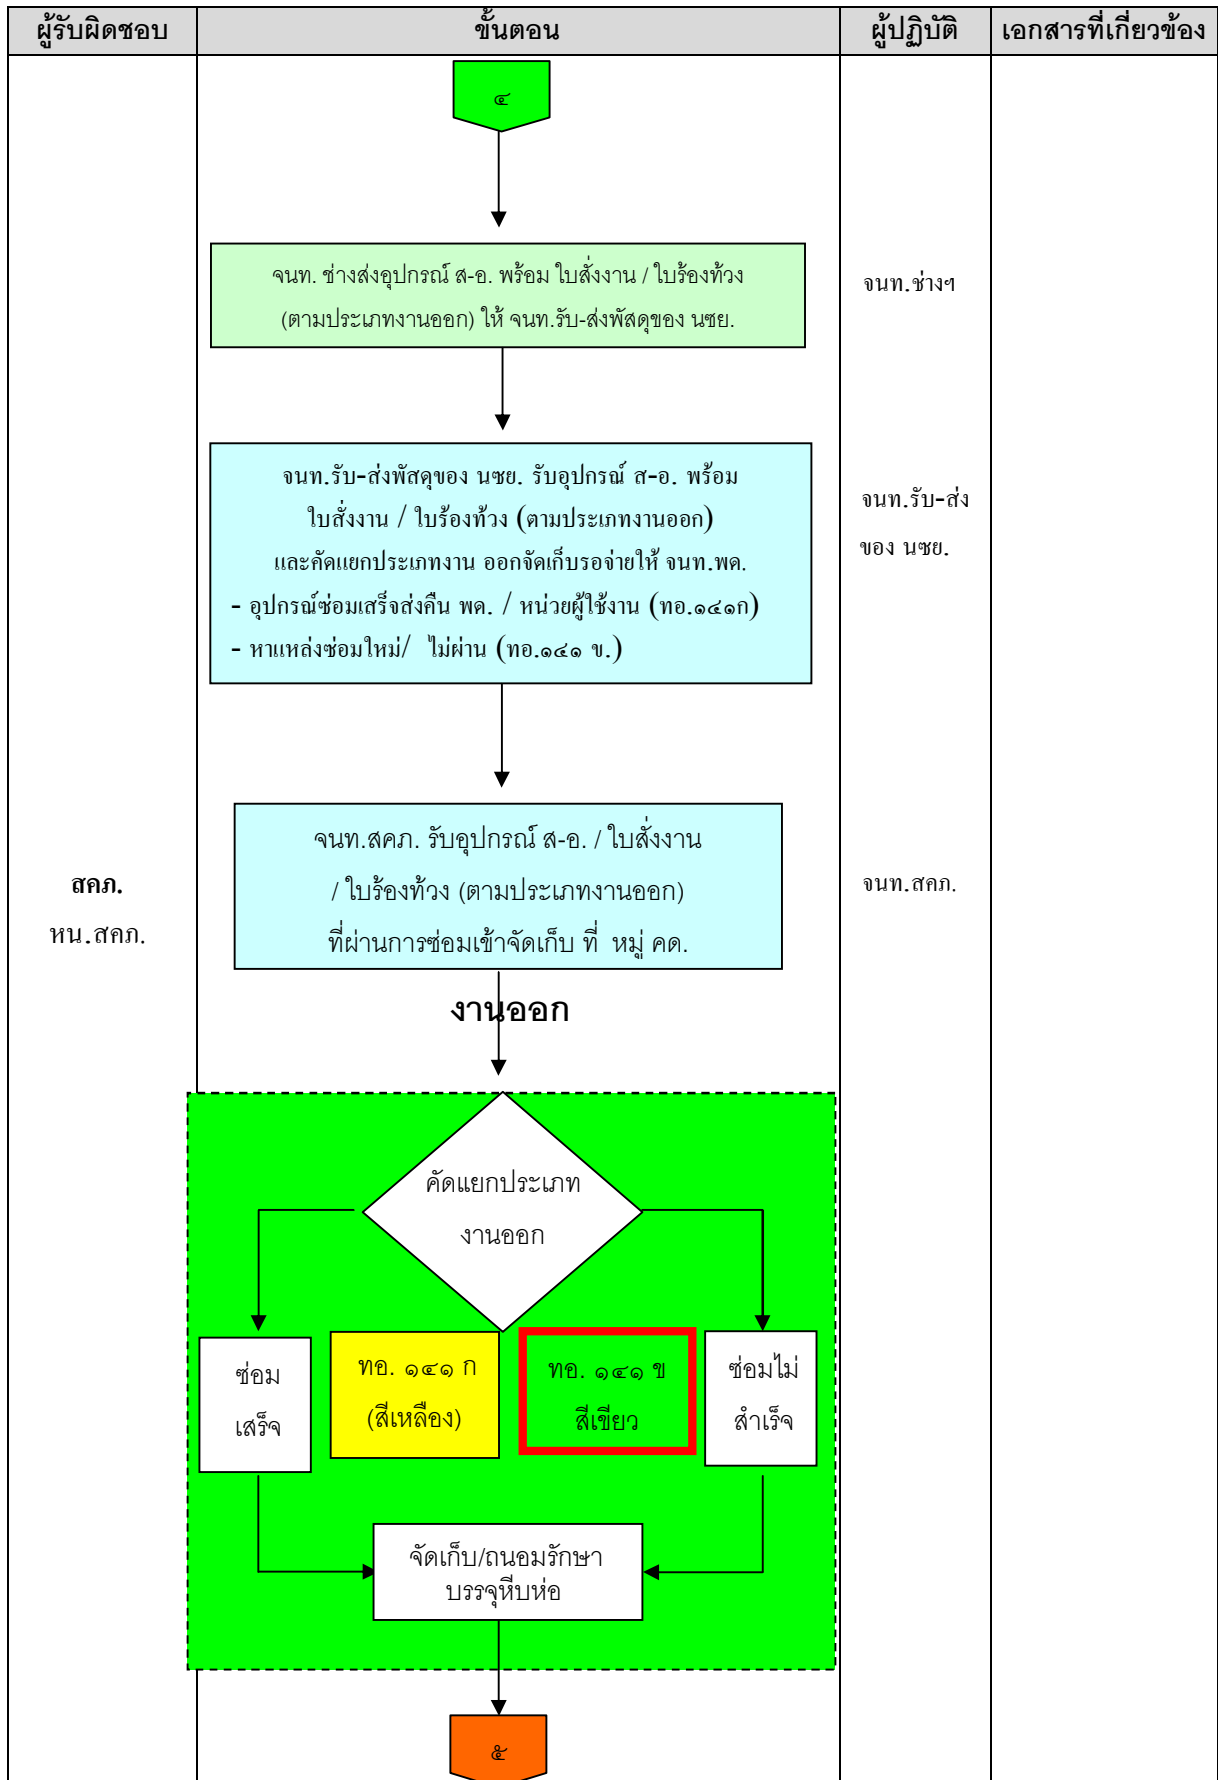 ผู้รับผิดชอบ ขั้นตอน ผู้ปฏิบัติ เอกสารที่เกี่ยวข้อง
๔
จนท. ช่างส่งอุปกรณ์ ส-อ. พร้อม ใบสั่งงาน / ใบร้องท้วง
(ตามประเภทงานออก) ให้ จนท.รับ-ส่งพัสดุของ นซย.
จนท.ช่างฯ
จนท.รับ-ส่งพัสดุของ นซย. รับอุปกรณ์ ส-อ. พร้อม
ใบสั่งงาน / ใบร้องท้วง (ตามประเภทงานออก)
และคัดแยกประเภทงาน ออกจัดเก็บรอจ่ายให้ จนท.พด.
- อุปกรณ์ซ่อมเสร็จส่งคืน พด. / หน่วยผู้ใช้งาน (ทอ.๑๔๑ก)
- หาแหล่งซ่อมใหม่/ ไม่ผ่าน (ทอ.๑๔๑ ข.)
จนท.รับ-ส่ง
ของ นซย.
สคภ.
หน.สคภ.
จนท.สคภ. รับอุปกรณ์ ส-อ. / ใบสั่งงาน
/ ใบร้องท้วง (ตามประเภทงานออก)
ที่ผ่านการซ่อมเข้าจัดเก็บ ที่ หมู่ คด.
จนท.สคภ.
งานออก
คัดแยกประเภท
งานออก
ซ่อม
เสร็จ
ทอ. ๑๔๑ ก
(สีเหลือง)
ทอ. ๑๔๑ ข
สีเขียว
ซ่อมไม่
สำเร็จ
จัดเก็บ/ถนอมรักษา
บรรจุหีบห่อ
๕